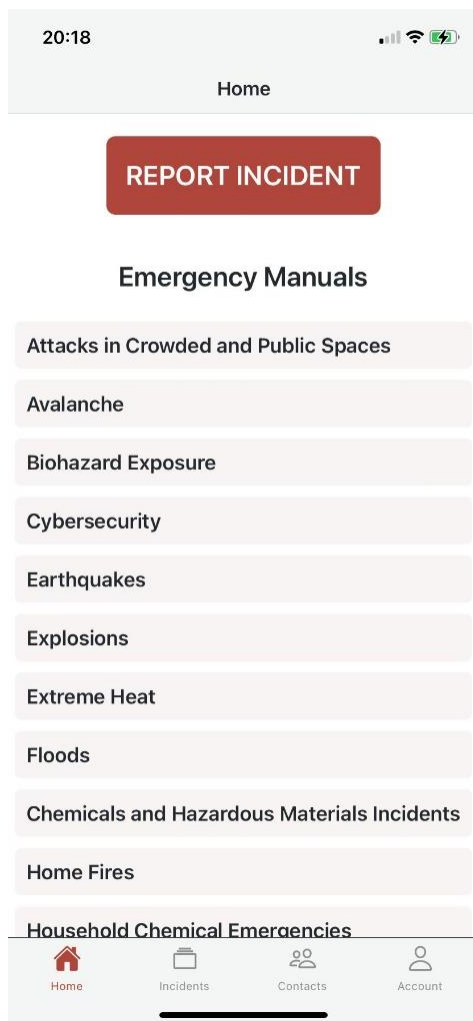 20:18
Home
REPORT INCIDENT
Emergency Manuals
Attacks in Crowded and Public Spaces
Avalanche
Biohazard Exposure
Cybersecurity
Earthquakes
Explosions
Extreme Heat
Floods
Chemicals and Hazardous Materials Incidents
Home Fires
Household Chemical Emergencies
Home Incidents Contacts Account